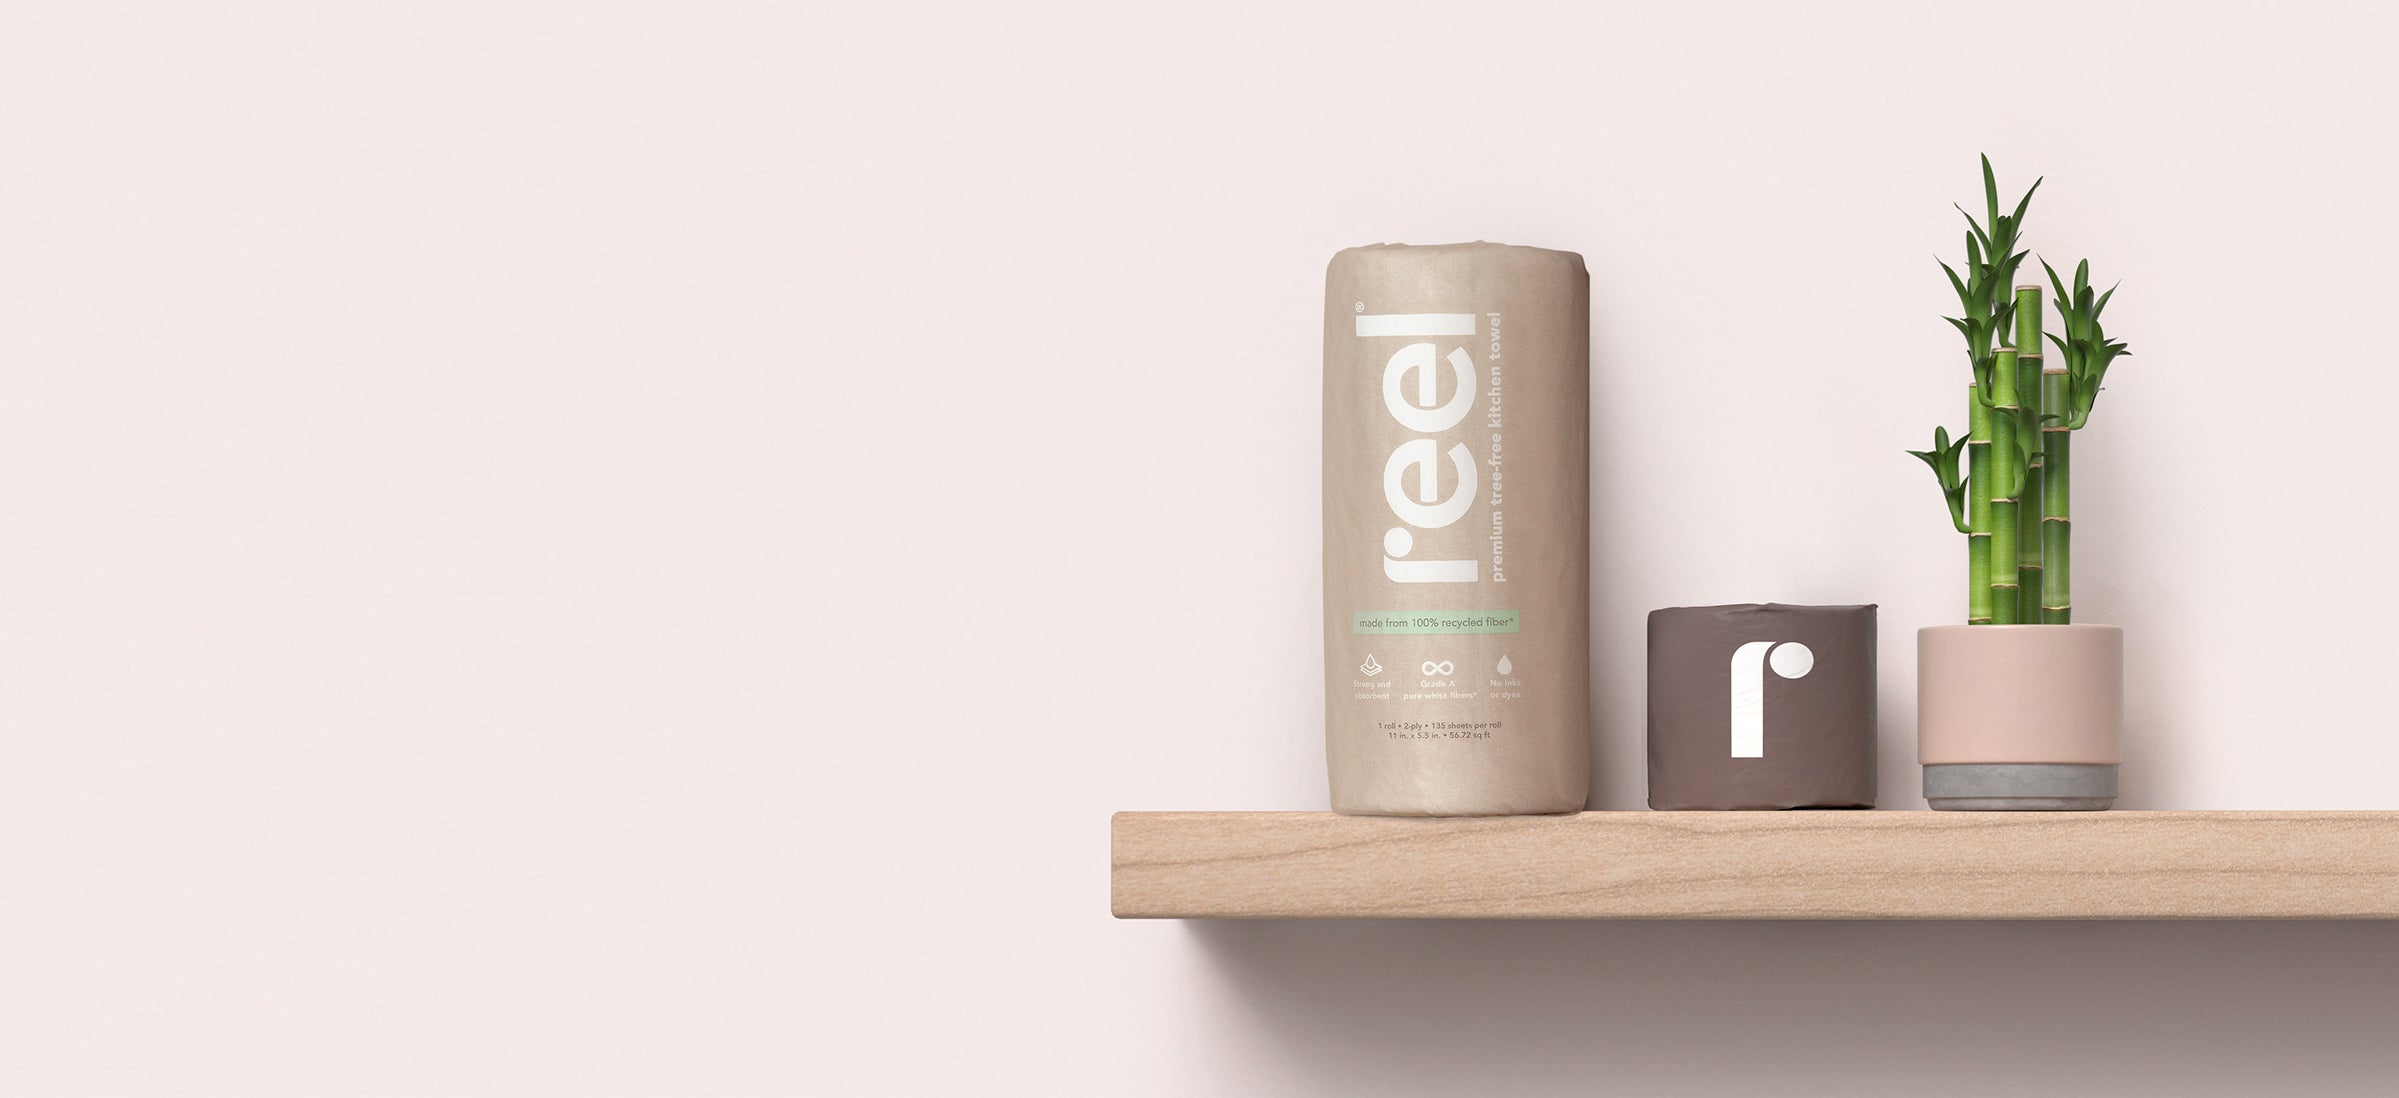 reel®
premium tree-free kitchen towel
made from 100% recycled fiber*
Strong and
absorbent
Grade A
pure white fibers*
No inks
or dyes
1 roll • 2-ply • 135 sheets per roll
11 in. x 5.5 in. • 56.72 sq ft
r